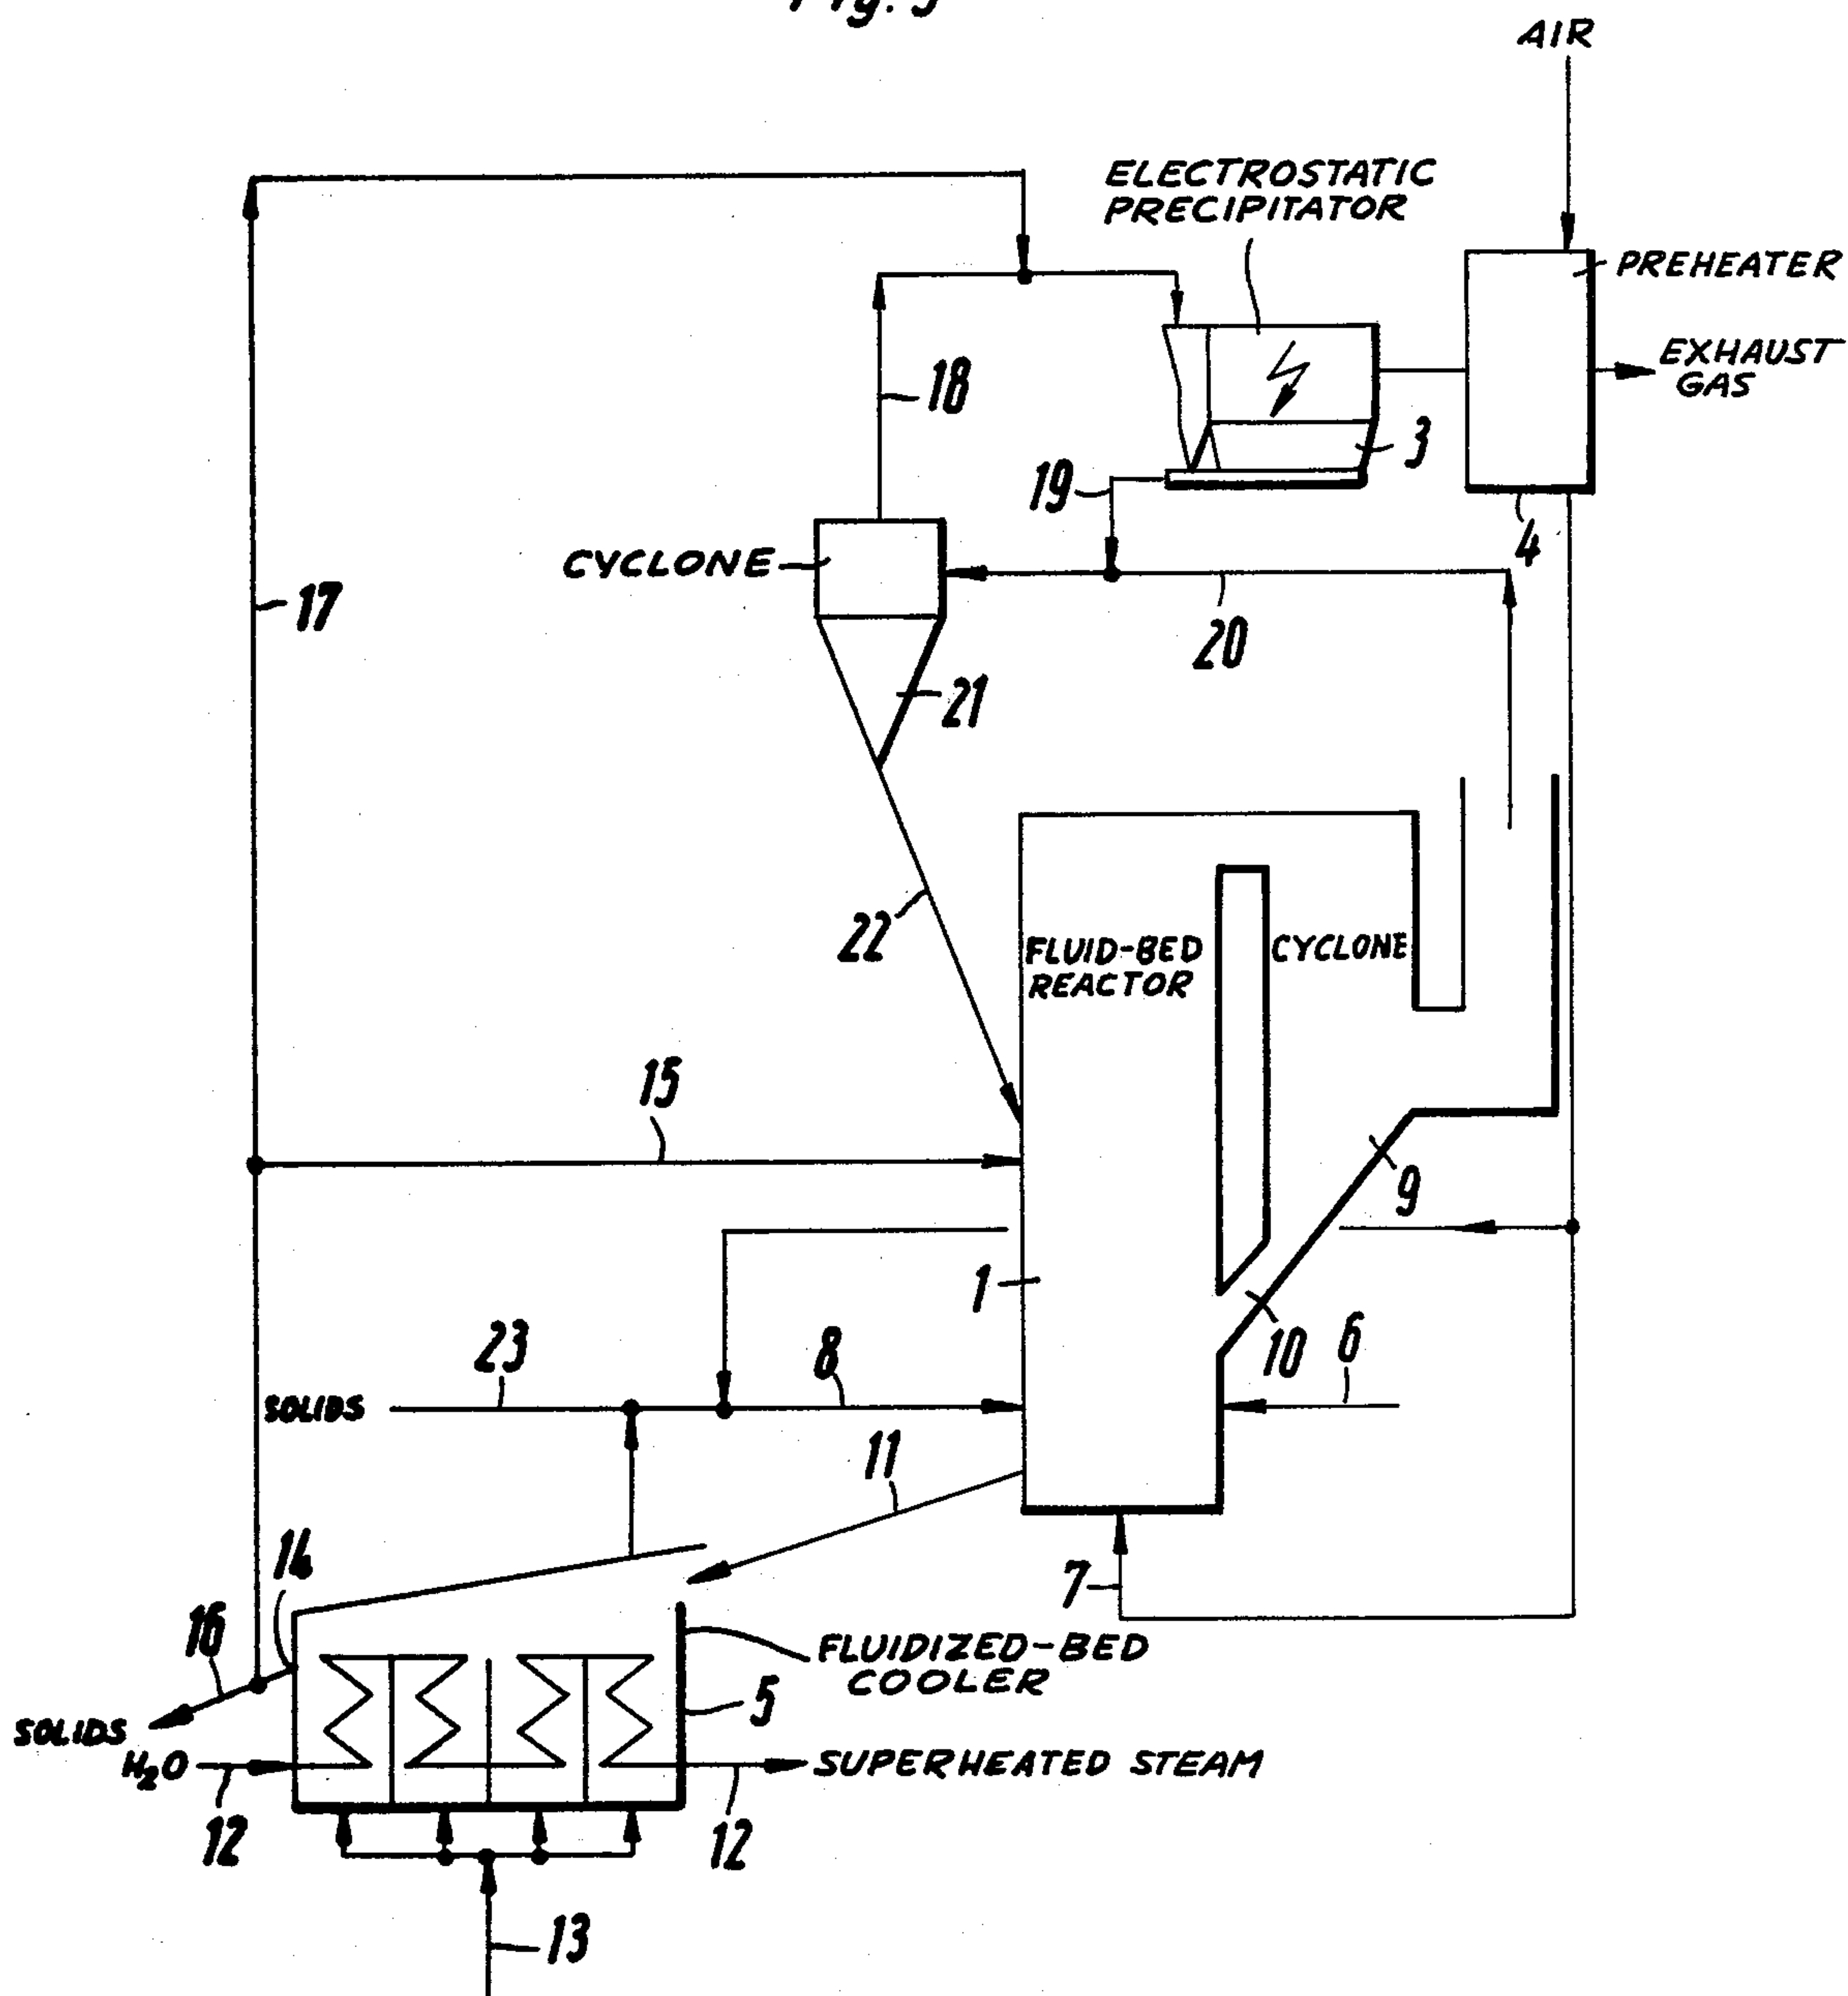 AIR
ELECTROSTATIC
PRECIPITATOR
PREHEATER
EXHAUST
GAS
18
3
19
4
CYCLONE
17
20
21
22
FLUID-BED
REACTOR
CYCLONE
15
9
1
23
8
10
6
SOLIDS
11
14
7
16
FLUIDIZED-BED
COOLER
5
SOLIDS
H₂O
SUPERHEATED STEAM
12
12
13